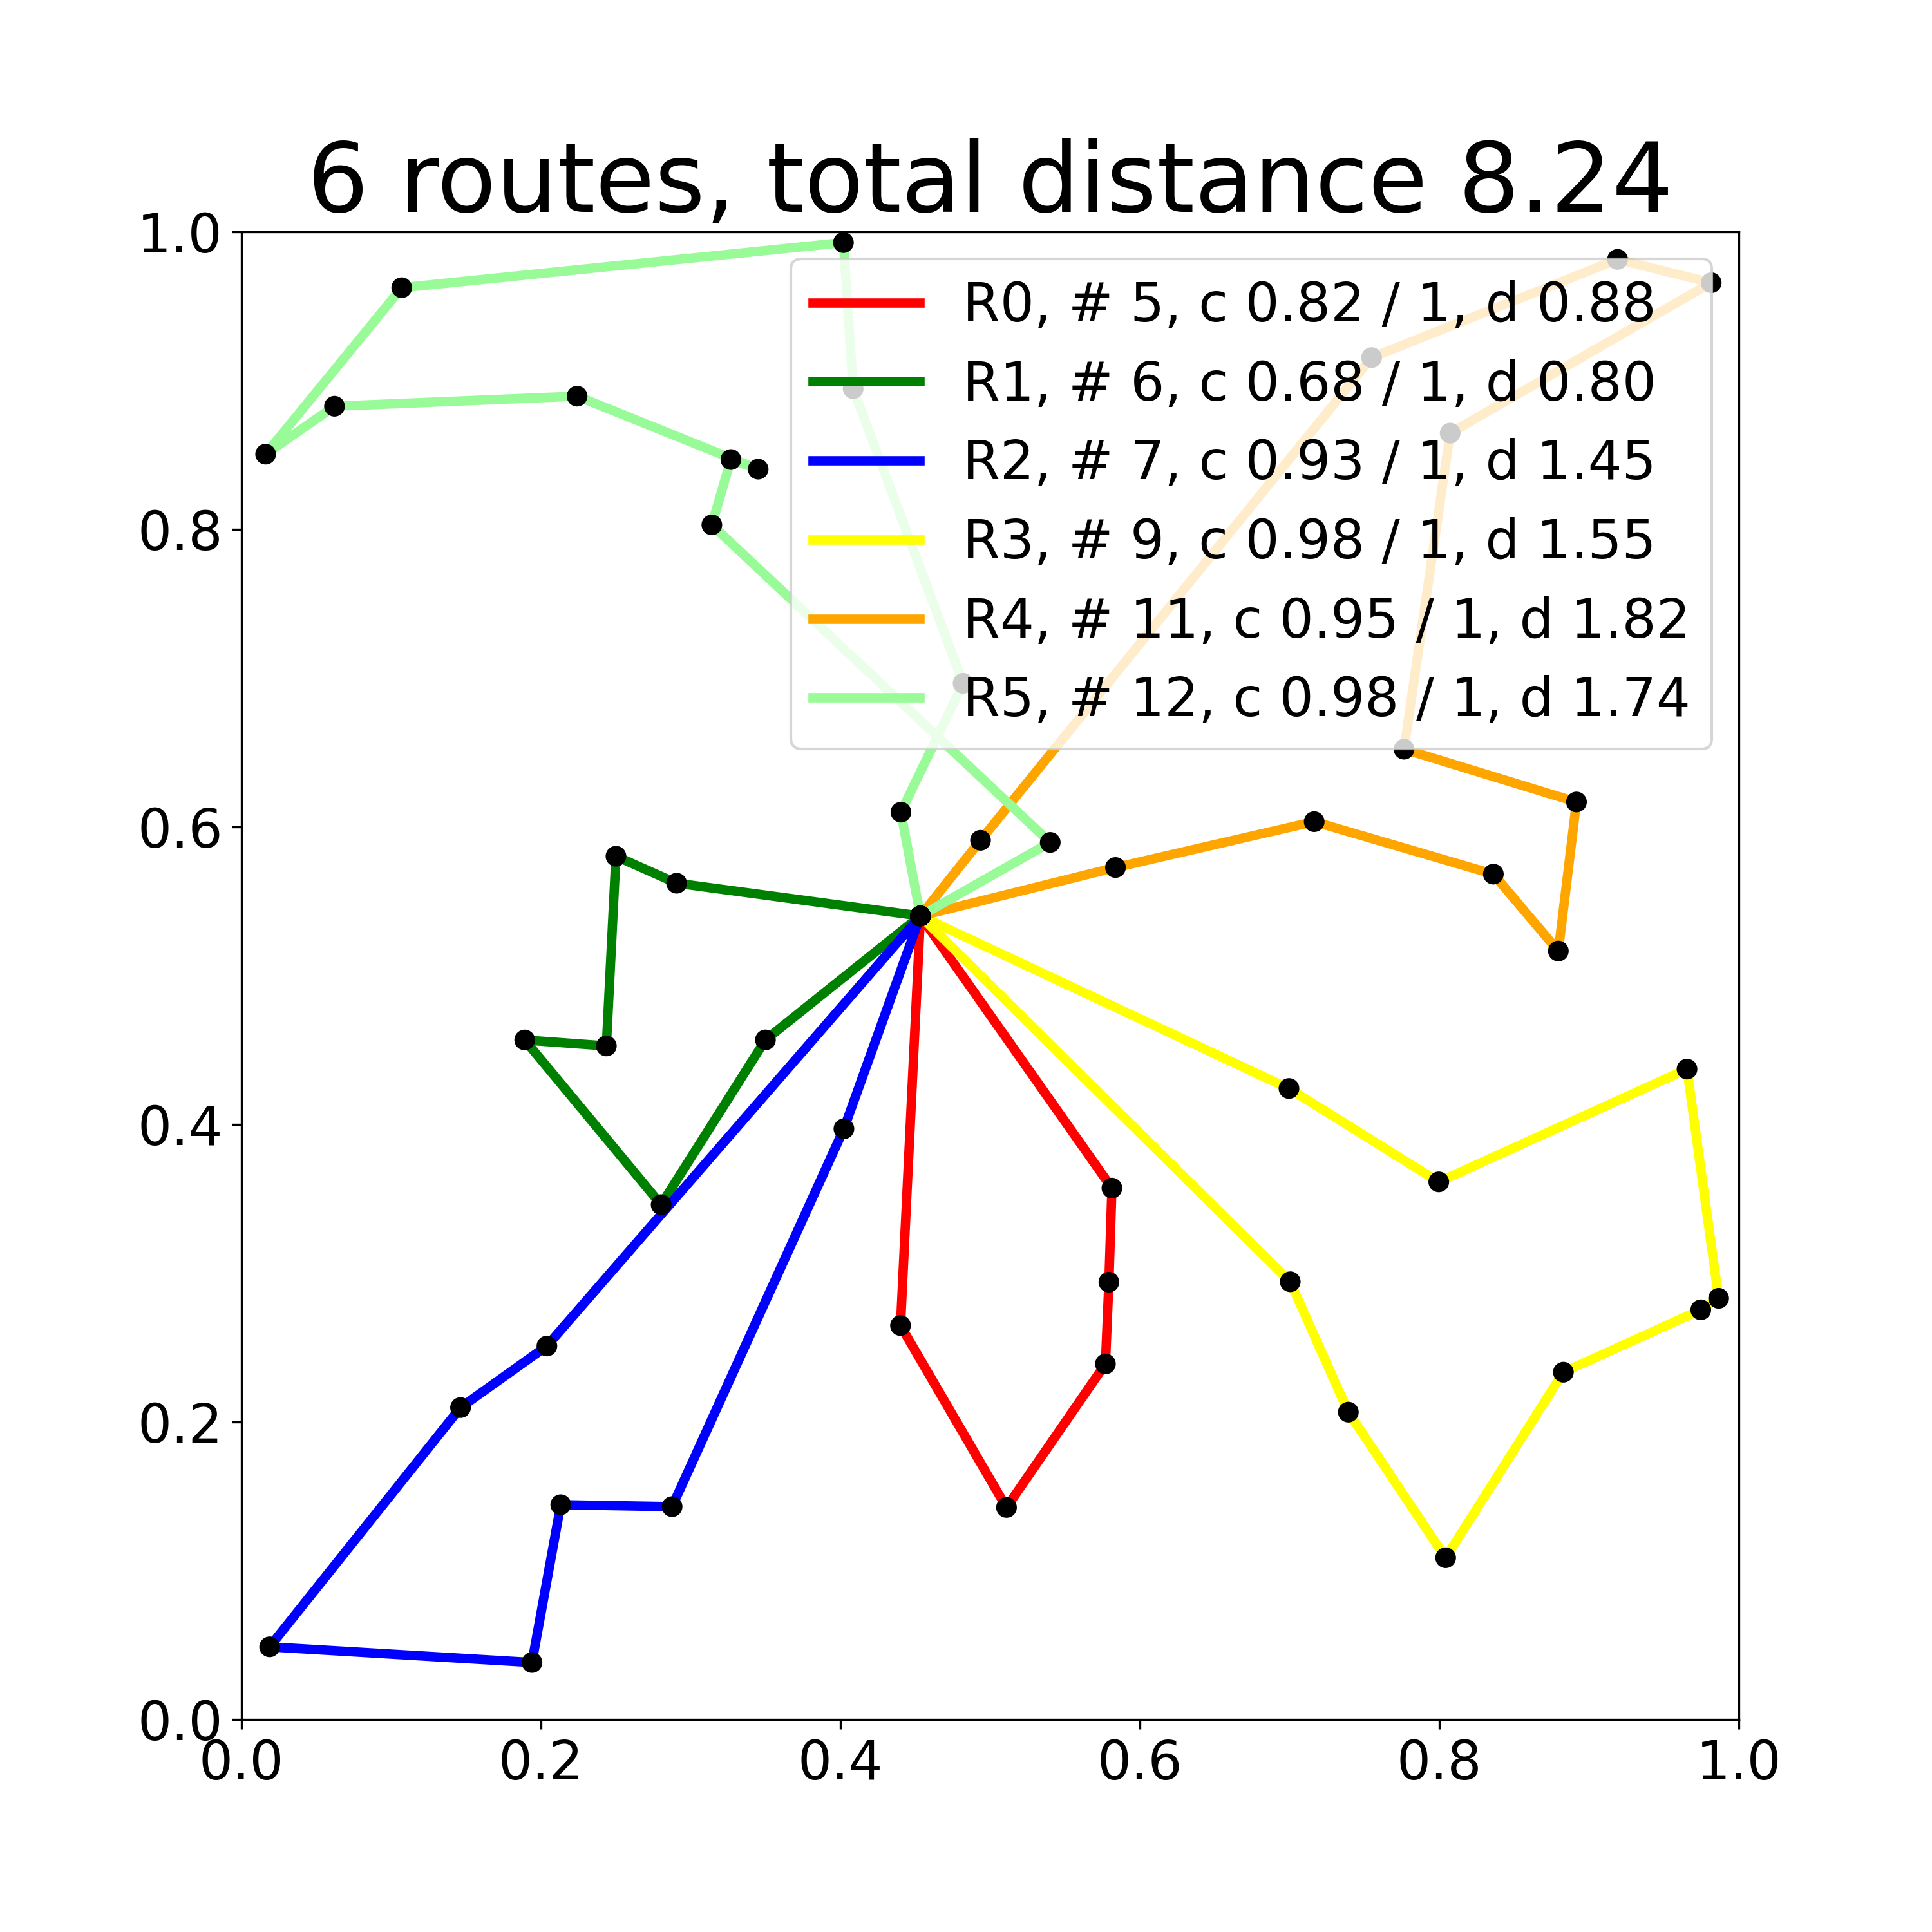 6 routes, total distance 8.24
1.0
0.8
0.6
0.4
0.2
0.0
R0, # 5, c 0.82 / 1, d 0.88
R1, # 6, c 0.68 / 1, d 0.80
R2, # 7, c 0.93 / 1, d 1.45
R3, # 9, c 0.98 / 1, d 1.55
R4, # 11, c 0.95 / 1, d 1.82
R5, # 12, c 0.98 / 1, d 1.74
0.0 0.2 0.4 0.6 0.8 1.0